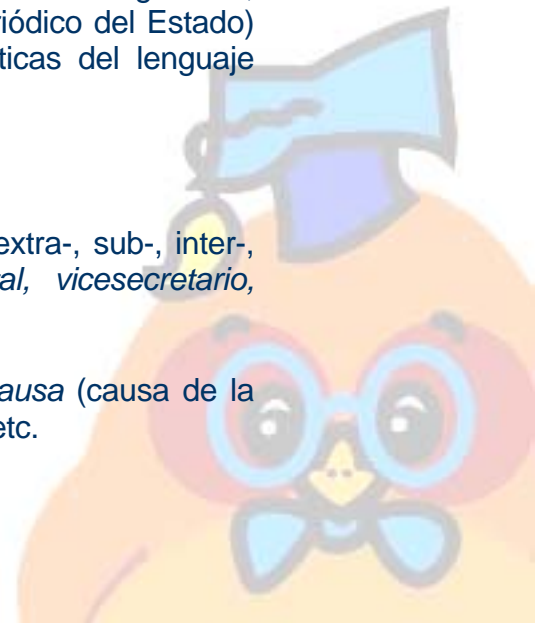 riódico del Estado)
ticas del lenguaje
extra-, sub-, inter-,
al, vicesecretario,
ausa (causa de la
etc.